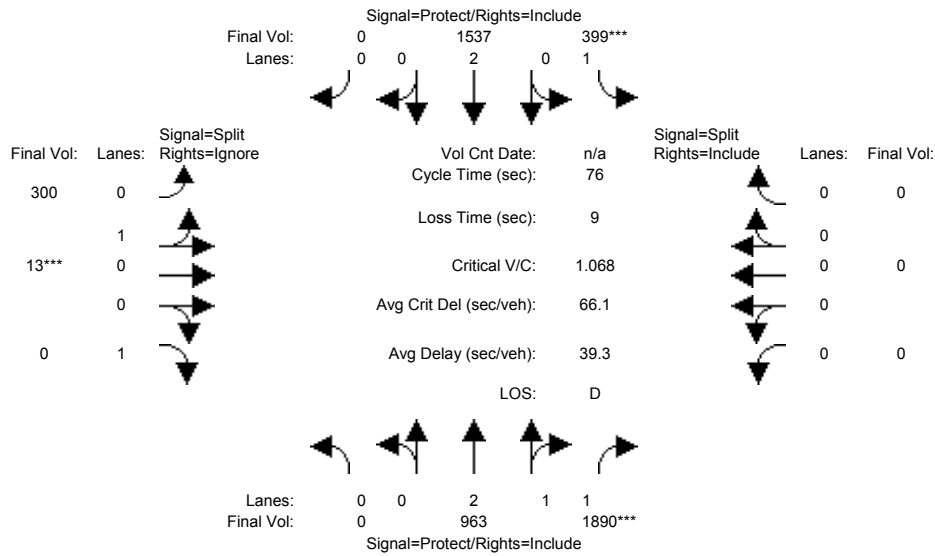 Signal=Protect/Rights=Include
Final Vol: 0 1537 399***
Lanes: 0 0 2 0 1
Signal=Split
Final Vol: Lanes: Rights=Ignore
Vol Cnt Date: n/a
Signal=Split
Rights=Include Lanes: Final Vol:
Cycle Time (sec): 76
300 0
0 0
Loss Time (sec): 9
1
0
13*** 0
Critical V/C: 1.068
0 0
0
Avg Crit Del (sec/veh): 66.1
0
0 1
Avg Delay (sec/veh): 39.3
0 0
LOS: D
Lanes: 0 0 2 1 1
Final Vol: 0 963 1890***
Signal=Protect/Rights=Include